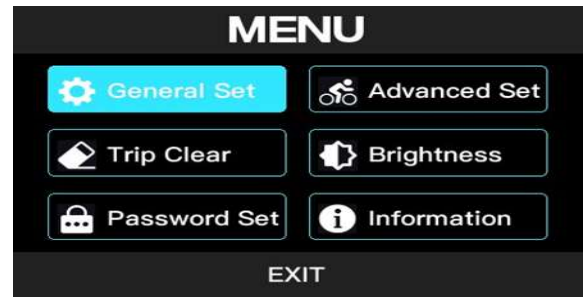 MENU
General Set
Advanced Set
Trip Clear
Brightness
Password Set
Information
EXIT